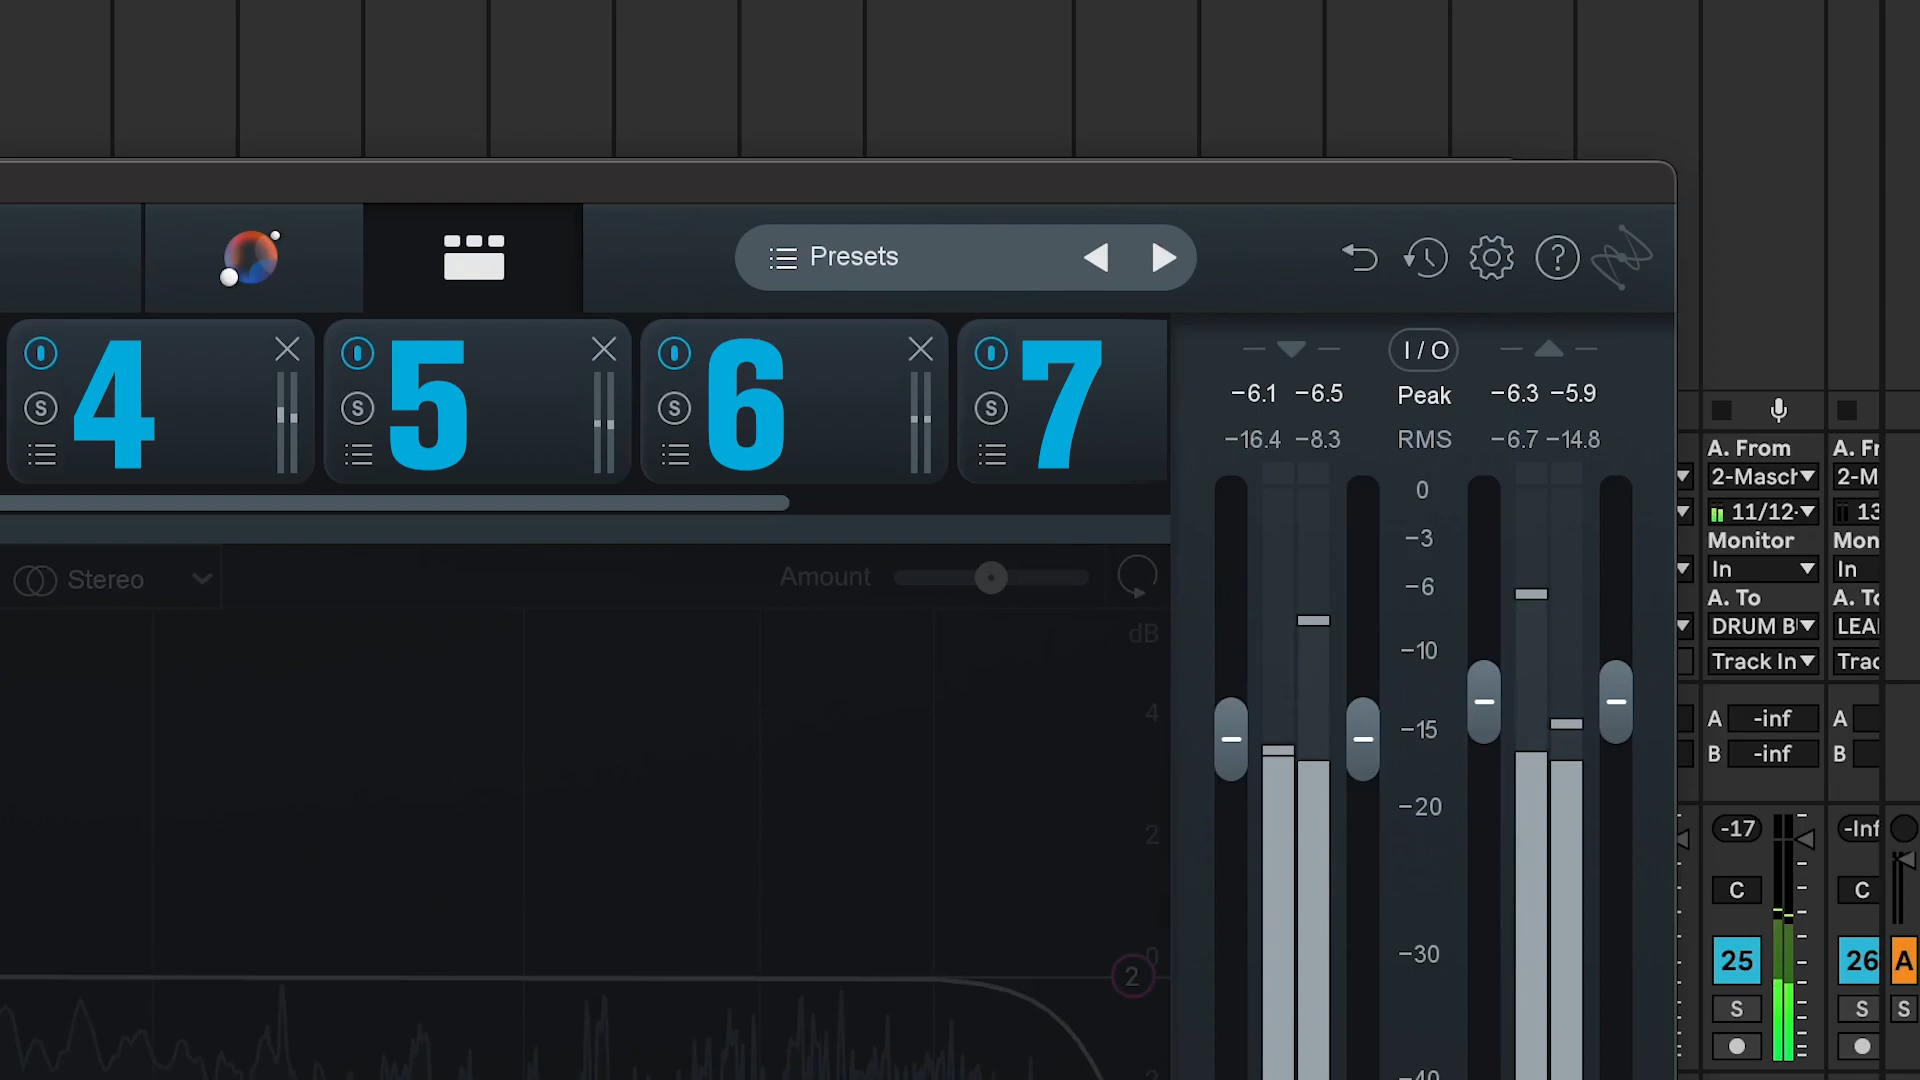 Presets
?
4
5
6
7
S
S
S
S
I / O
-6.1 -6.5
Peak
-6.3 -5.9
-16.4 -8.3
RMS
-6.7 -14.8
Stereo
Amount
dB
4
2
0
2
0
-3
-6
-10
-15
-20
-30
-40
A. From
2-Masch
11/12-
Monitor
In
A. To
DRUM B
Track In
A -inf
B -inf
-17
C
25
S
A. Fr
2-M
13
Mon
In
A. To
LEA
Trac
A
B
-Inf
C
26
A
S
S